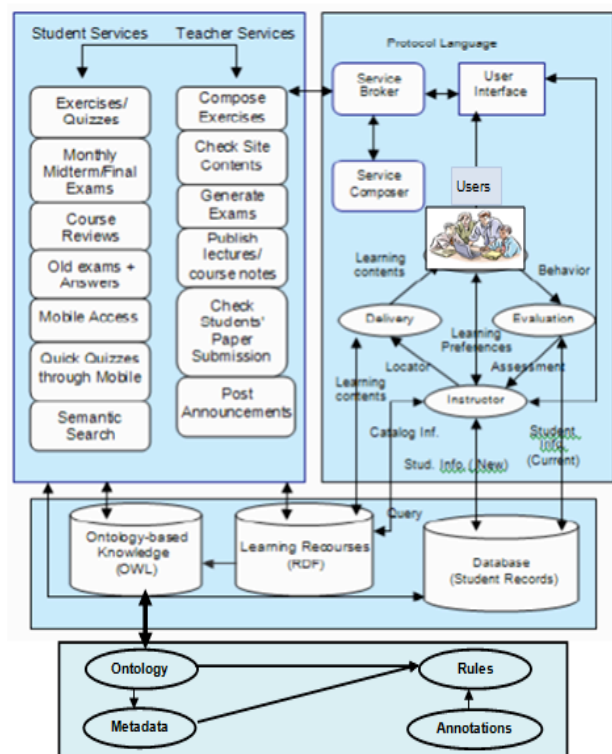 Student Services
Teacher Services
Exercises/
Quizzes
Monthly
Midterm/Final
Exams
Course
Reviews
Old exams +
Answers
Mobile Access
Quick Quizzes
through Mobile
Semantic
Search
Compose
Exercises
Check Site
Contents
Generate
Exams
Publish
lectures/
course notes
Check
Students'
Paper
Submission
Post
Announcements
Protocol Language
Service
Broker
User
Interface
Service
Composer
Users
Learning
contents
Behavior
Delivery
Evaluation
Learning
Preferences
Learning
contents
Locator
Assessment
Instructor
Catalog Inf.
Stud. Info. (New)
Student
Info.
(Current)
Query
Ontology-based
Knowledge
(OWL)
Learning Recourses
(RDF)
Database
(Student Records)
Ontology
Rules
Metadata
Annotations